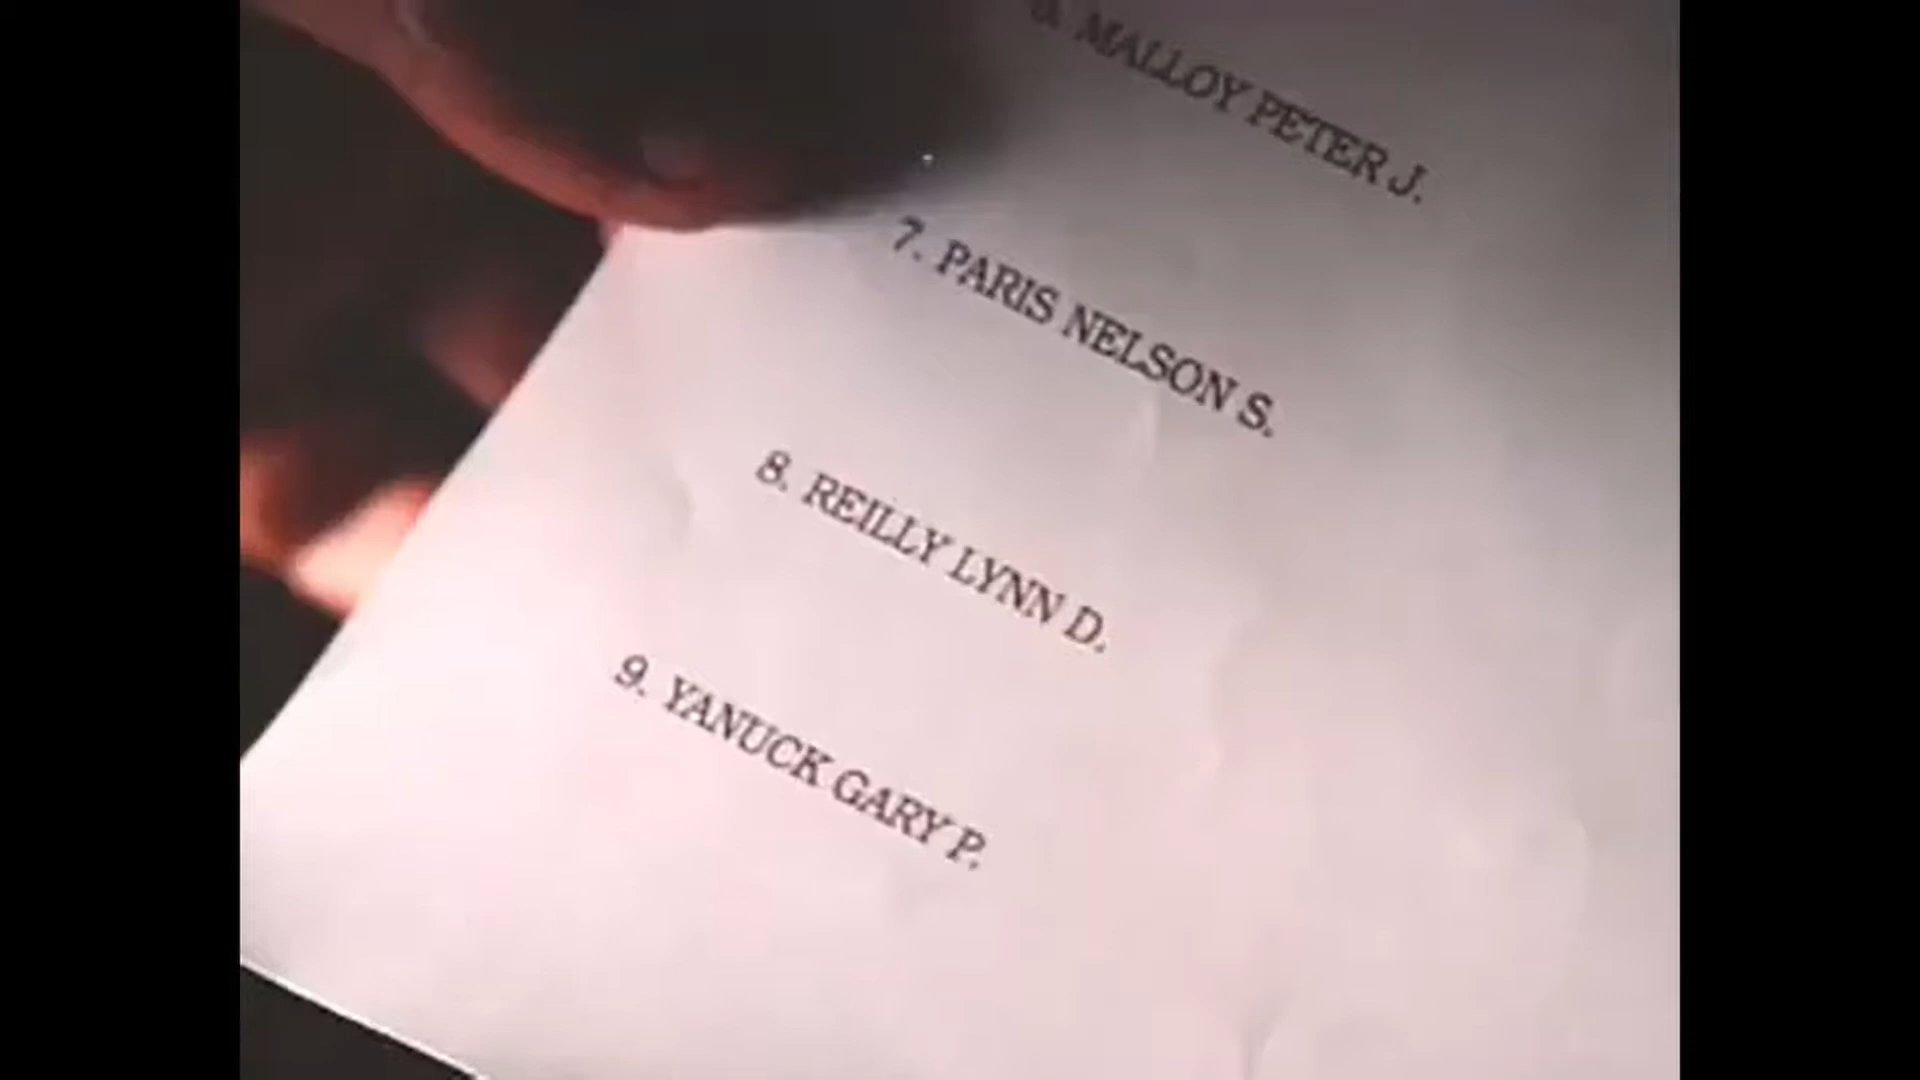 MALLOY PETER J.
7. PARIS NELSON S.
8. REILLY LYNN D.
9. YANUCK GARY P.